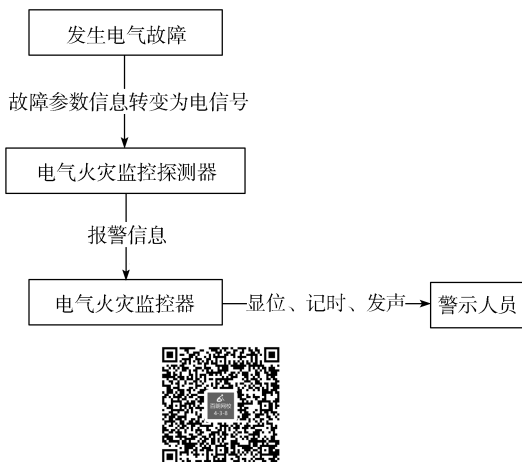 发生电气故障
故障参数信息转变为电信号
电气火灾监控探测器
报警信息
电气火灾监控器
显位、记时、发声
警示人员